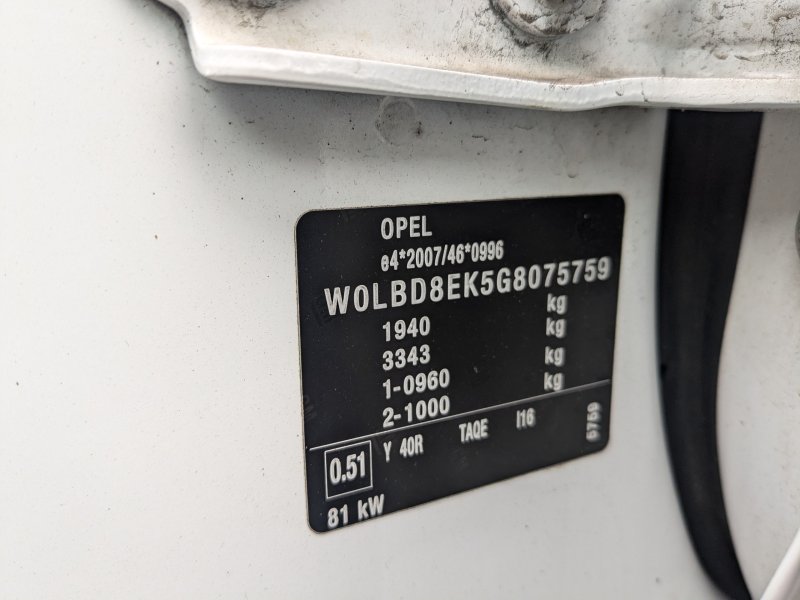 OPEL
e4*2007/46*0996
W0LBD8EK5G8075759
1940 kg
3343 kg
1-0960 kg
2-1000 kg
0.51 Y 40R TAQE I16 5759
81 kW